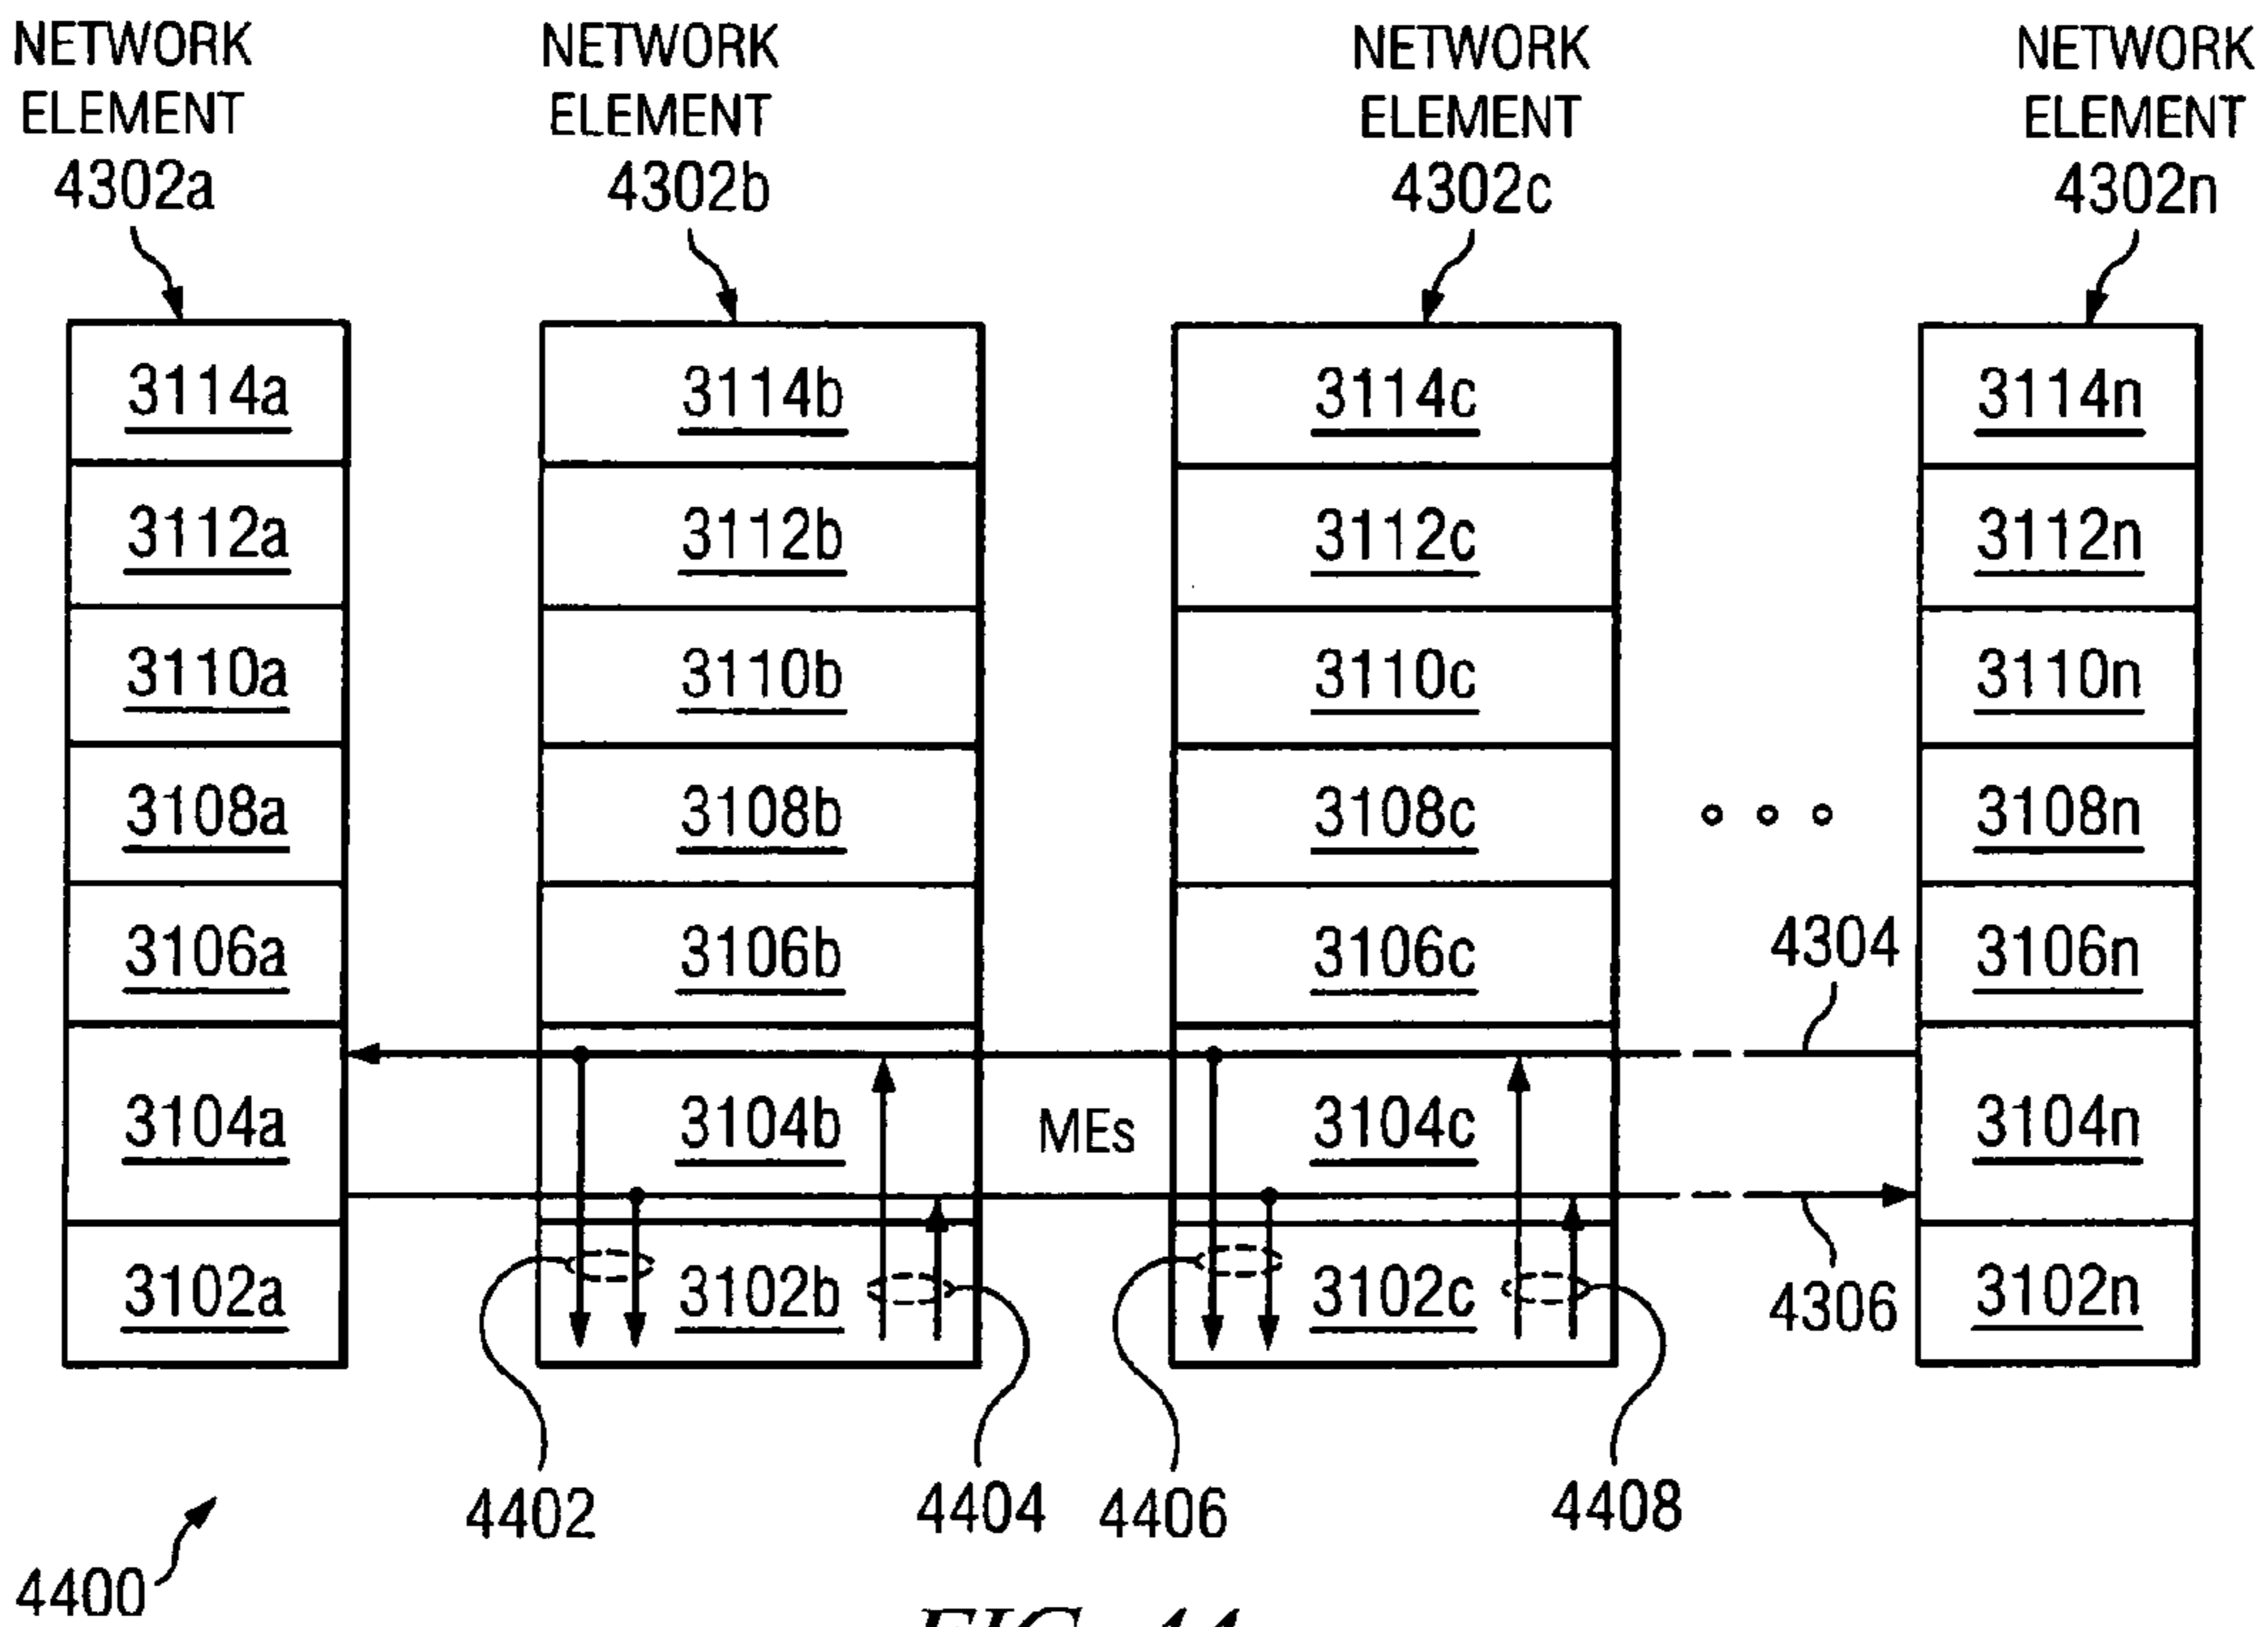 NETWORK
ELEMENT
4302a
NETWORK
ELEMENT
4302b
NETWORK
ELEMENT
4302c
NETWORK
ELEMENT
4302n
3114a
3114b
3114c
3114n
3112a
3112b
3112c
3112n
3110a
3110b
3110c
3110n
3108a
3108b
3108c
3108n
3106a
3106b
3106c
4304
3106n
3104a
3104b
MEs
3104c
3104n
3102a
3102b
3102c
4306
3102n
4402
4404
4406
4408
4400
FIG. 44